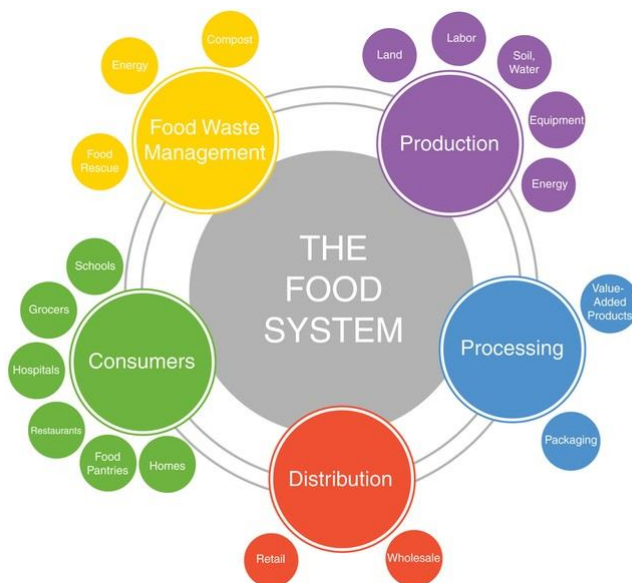 THE
FOOD
SYSTEM
Production
Land
Labor
Soil,
Water
Equipment
Energy
Processing
Value-
Added
Products
Packaging
Distribution
Wholesale
Retail
Consumers
Homes
Food
Pantries
Restaurants
Hospitals
Grocers
Schools
Food Waste
Management
Food
Rescue
Energy
Compost